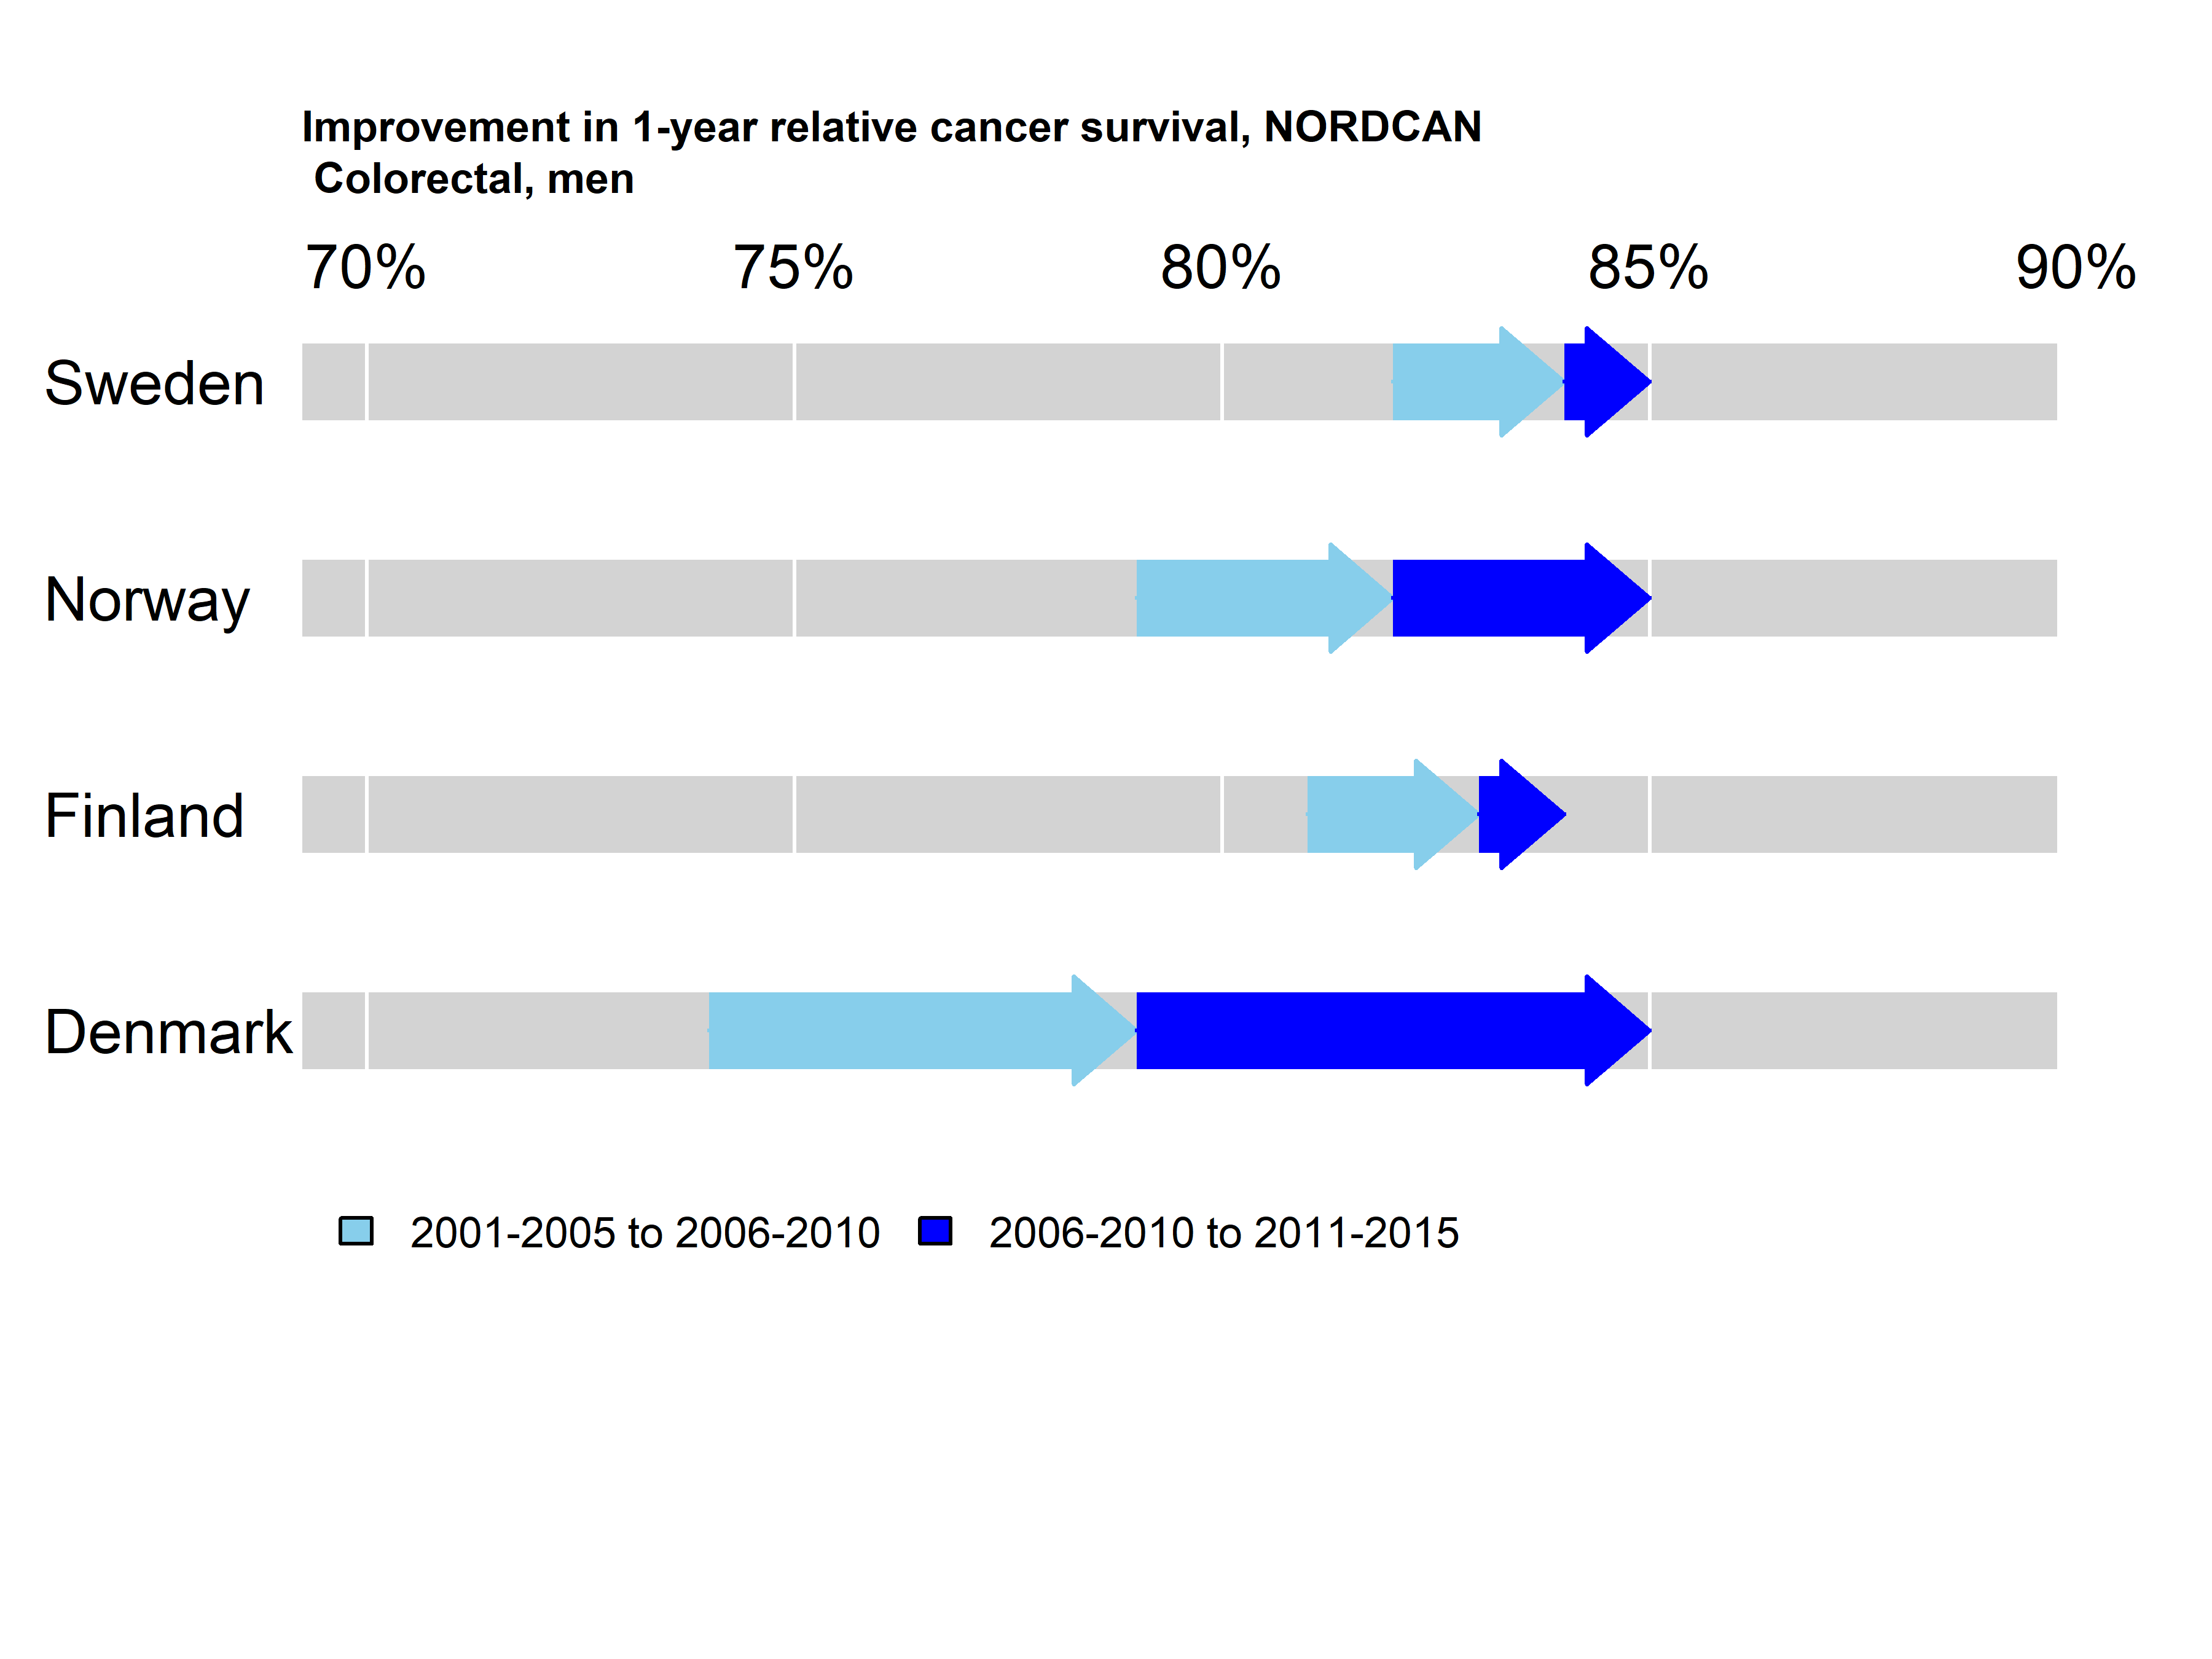 Improvement in 1-year relative cancer survival, NORDCAN
Colorectal, men
70% 75% 80% 85% 90%
Sweden
Norway
Finland
Denmark
2001-2005 to 2006-2010 2006-2010 to 2011-2015